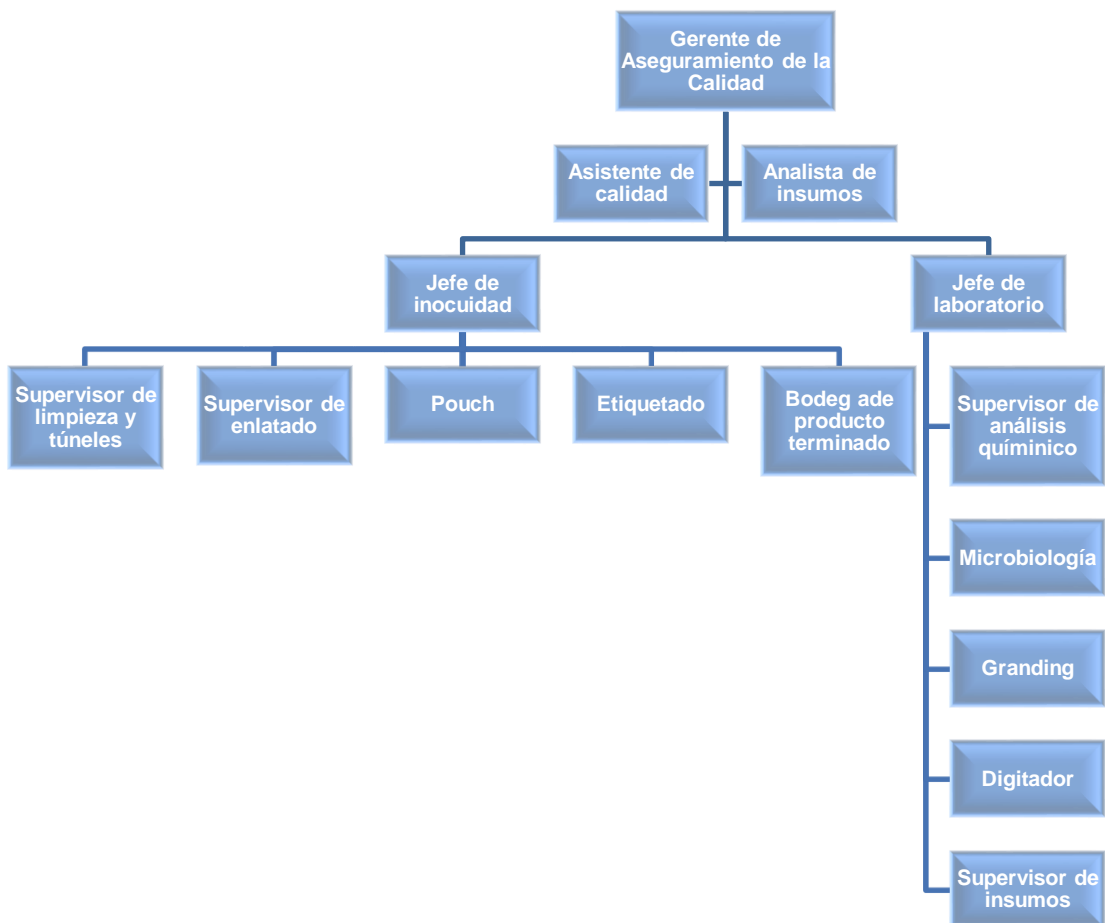 Gerente de
Aseguramiento de la
Calidad
Asistente de
calidad
Analista de
insumos
Jefe de
inocuidad
Jefe de
laboratorio
Supervisor de
limpieza y
túneles
Supervisor de
enlatado
Pouch
Etiquetado
Bodeg ade
producto
terminado
Supervisor de
análisis
químinico
Microbiología
Granding
Digitador
Supervisor de
insumos